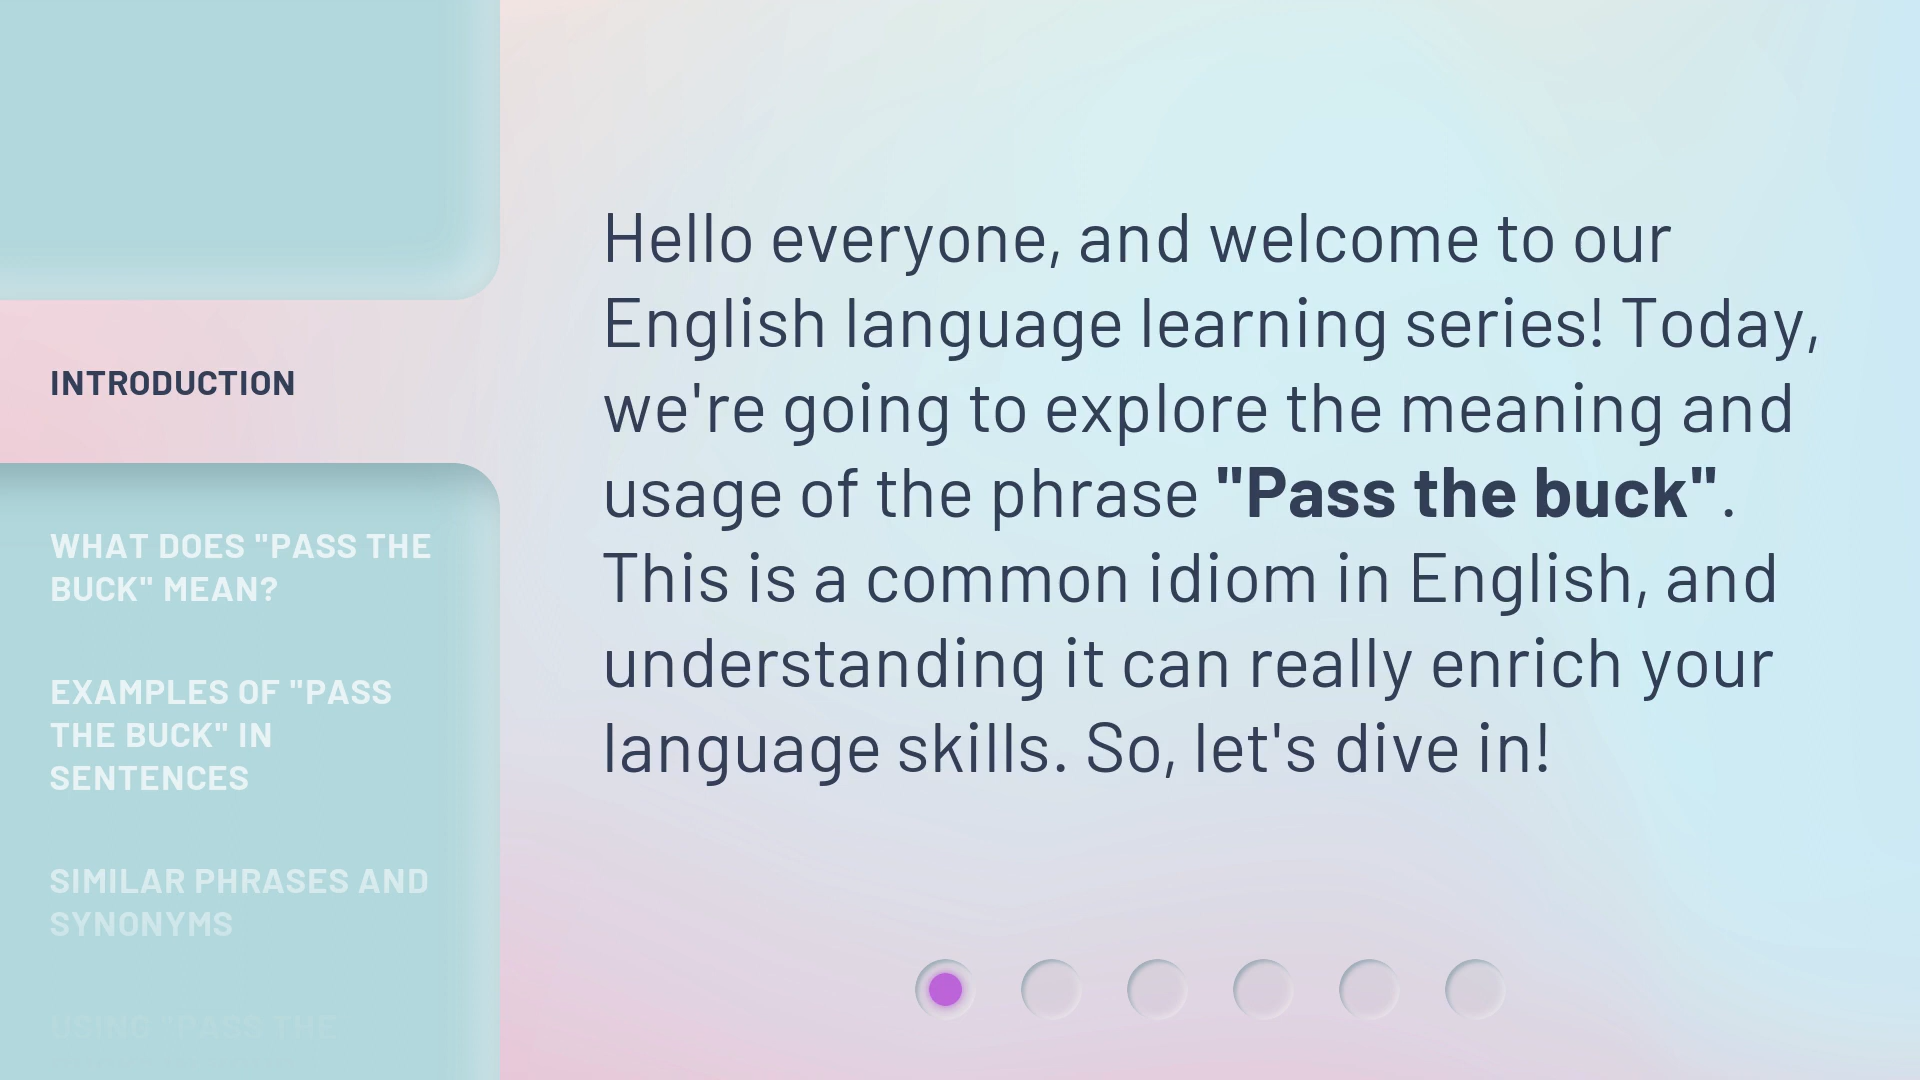 INTRODUCTION
WHAT DOES "PASS THE
BUCK" MEAN?
EXAMPLES OF "PASS
THE BUCK" IN
SENTENCES
SIMILAR PHRASES AND
SYNONYMS
USING "PASS THE
Hello everyone, and welcome to our
English language learning series! Today,
we're going to explore the meaning and
usage of the phrase "Pass the buck".
This is a common idiom in English, and
understanding it can really enrich your
language skills. So, let's dive in!